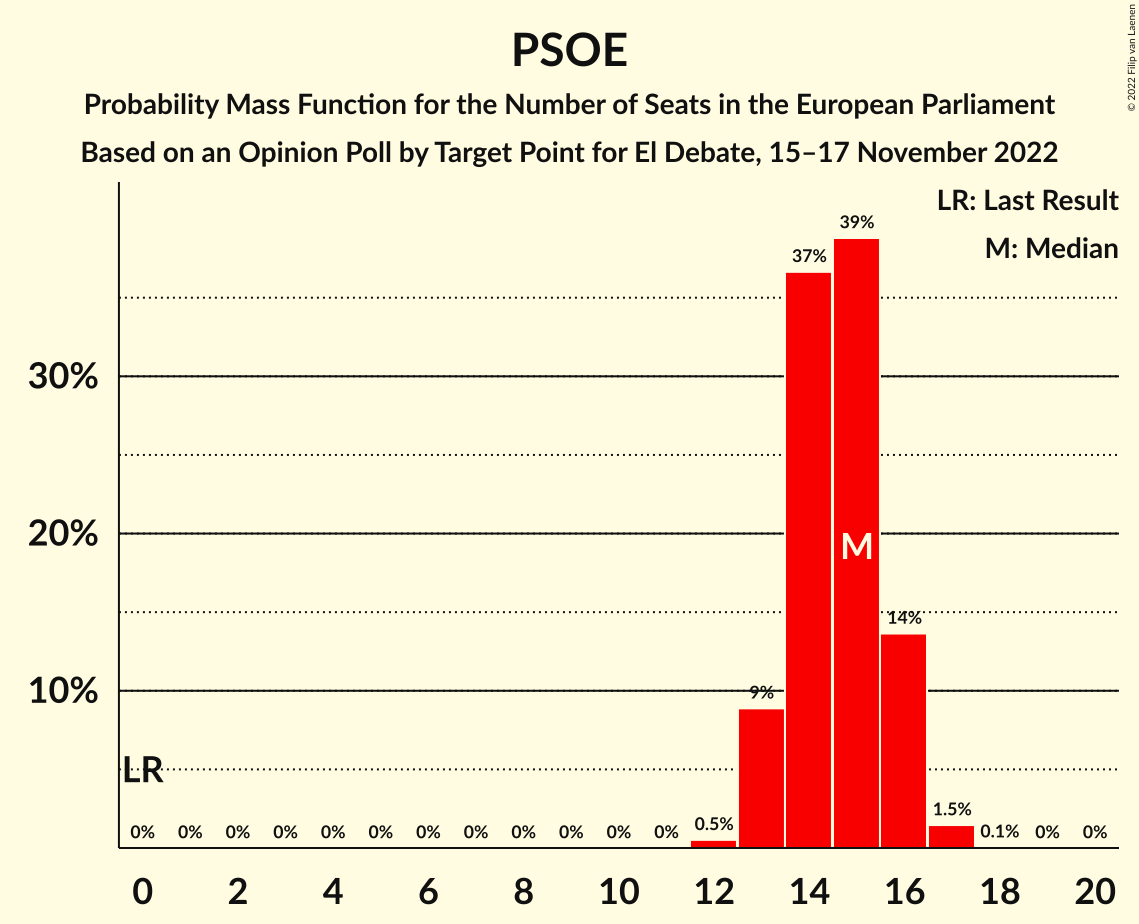 PSOE
Probability Mass Function for the Number of Seats in the European Parliament
Based on an Opinion Poll by Target Point for El Debate, 15–17 November 2022
© 2022 Filip van Laenen
LR: Last Result
M: Median
39%
37%
30%
20%
M
14%
10%
9%
LR
0% 0% 0% 0% 0% 0% 0% 0% 0% 0% 0% 0% 0.5% 1.5% 0.1% 0% 0%
0 2 4 6 8 10 12 14 16 18 20